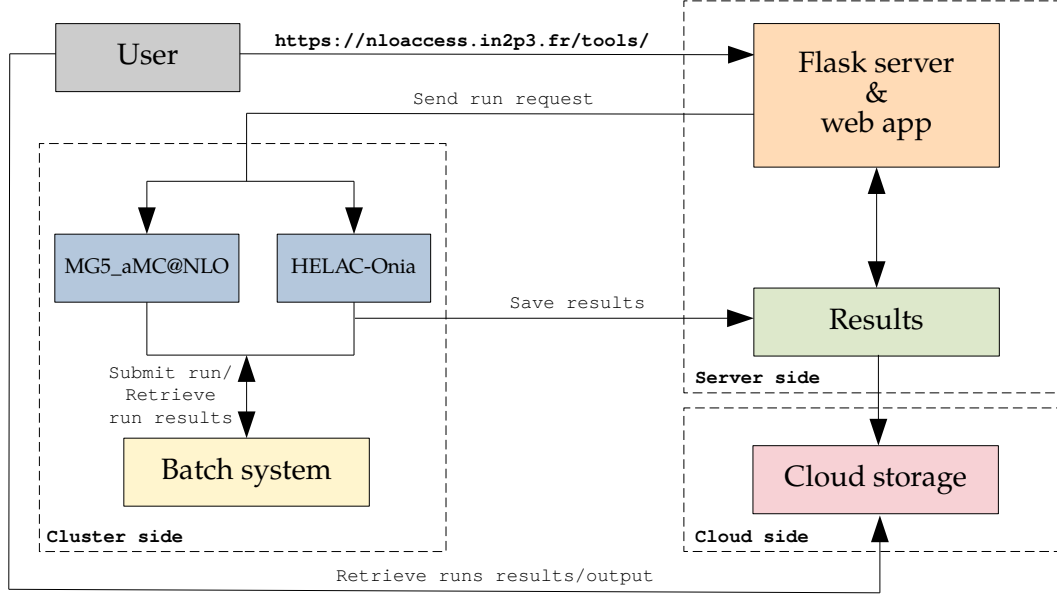 User
https://nloaccess.in2p3.fr/tools/
Flask server
&
web app
Send run request
MG5_aMC@NLO
HELAC-Onia
Save results
Results
Submit run/
Retrieve
run results
Server side
Batch system
Cloud storage
Cluster side
Cloud side
Retrieve runs results/output